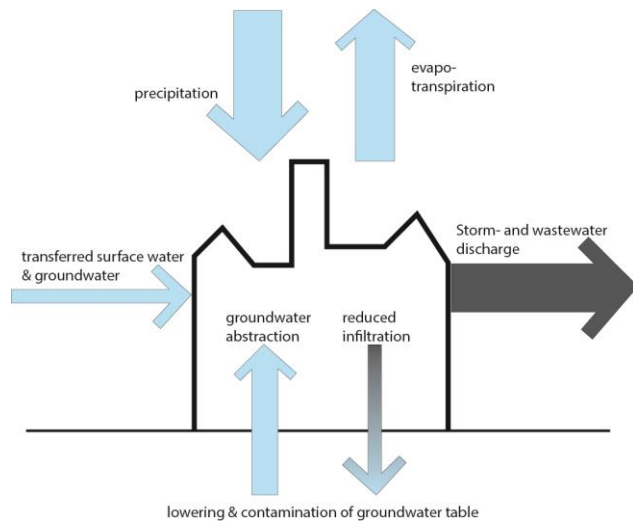 precipitation
evapo-
transpiration
Storm- and wastewater
discharge
transferred surface water
& groundwater
groundwater
abstraction
reduced
infiltration
lowering & contamination of groundwater table